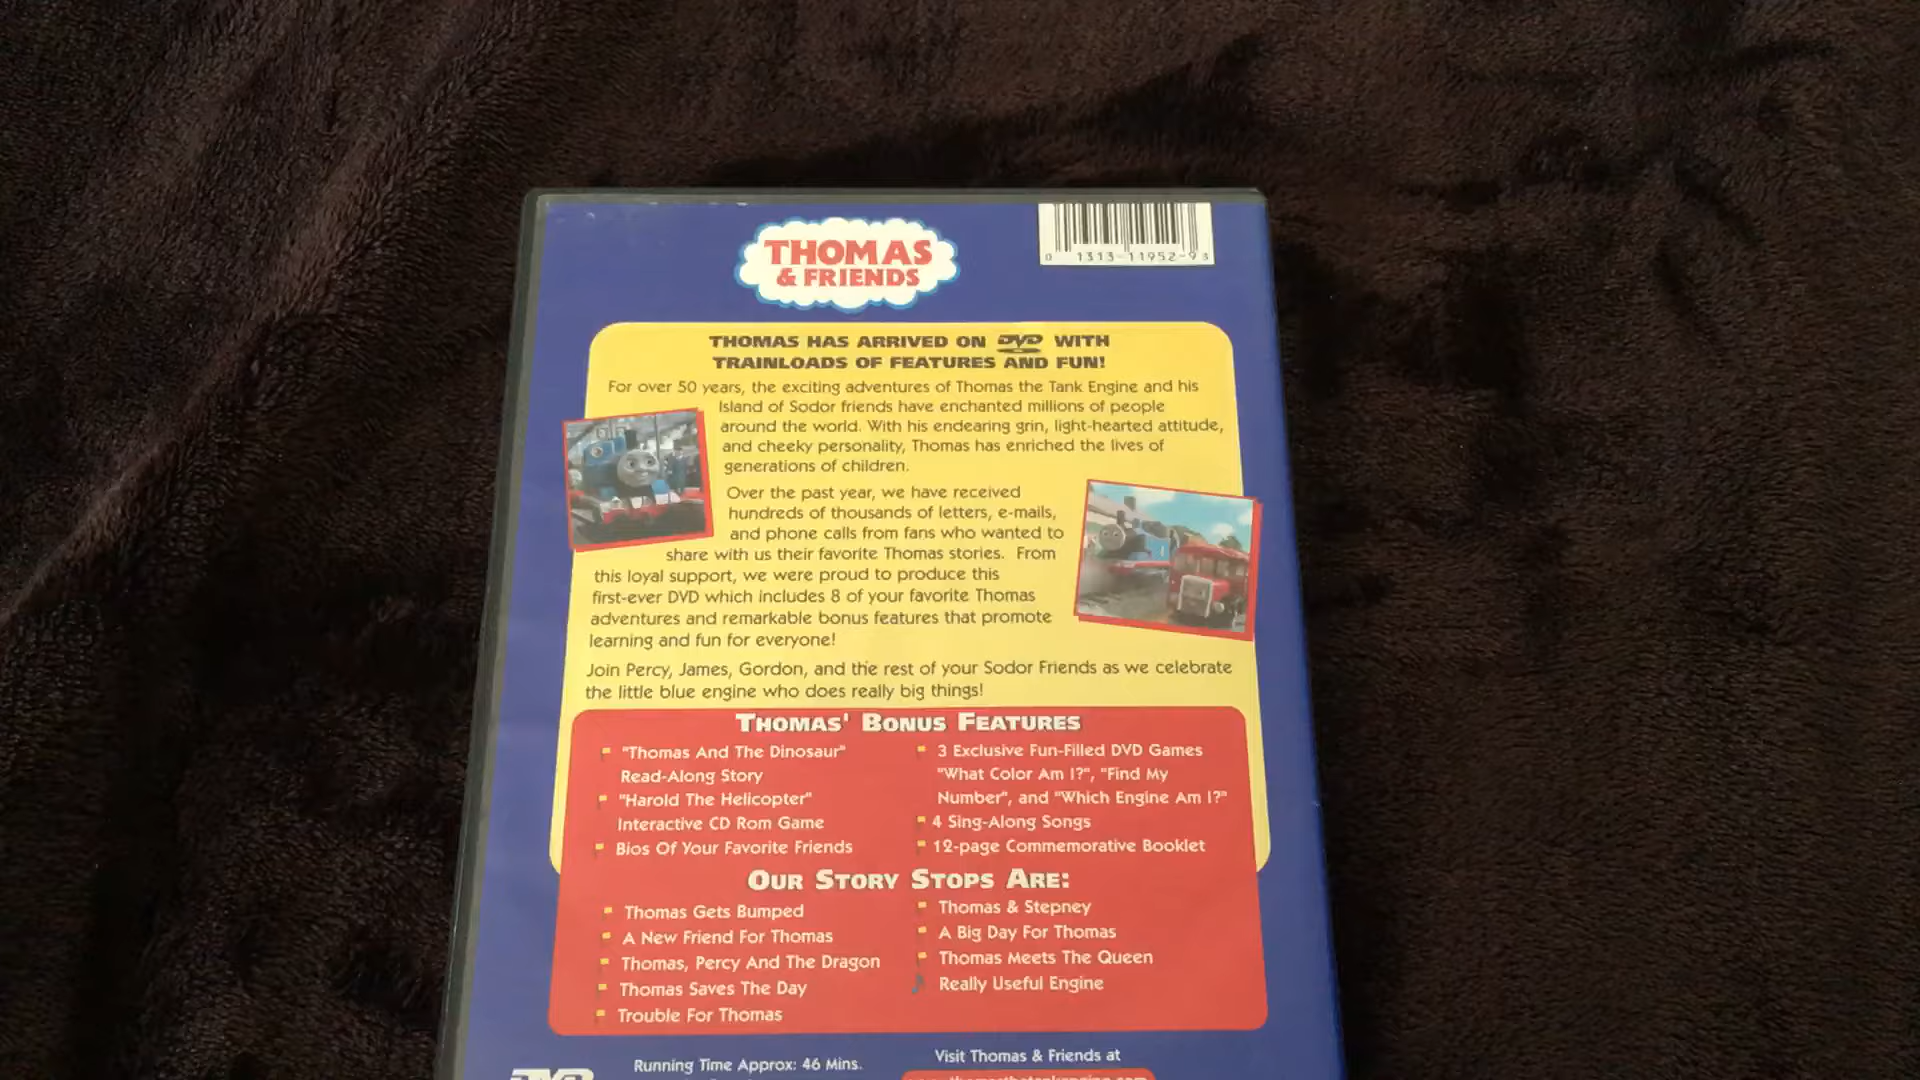 THOMAS
& FRIENDS
0 1313-11952-9 3
THOMAS HAS ARRIVED ON DVD WITH
TRAINLOADS OF FEATURES AND FUN!
For over 50 years, the exciting adventures of Thomas the Tank Engine and his
Island of Sodor friends have enchanted millions of people
around the world. With his endearing grin, light-hearted attitude,
and cheeky personality, Thomas has enriched the lives of
generations of children.
Over the past year, we have received
hundreds of thousands of letters, e-mails,
and phone calls from fans who wanted to
share with us their favorite Thomas stories. From
this loyal support, we were proud to produce this
first-ever DVD which includes 8 of your favorite Thomas
adventures and remarkable bonus features that promote
learning and fun for everyone!
Join Percy, James, Gordon, and the rest of your Sodor Friends as we celebrate
the little blue engine who does really big things!
THOMAS' BONUS FEATURES
"Thomas And The Dinosaur"
Read-Along Story
"Harold The Helicopter"
Interactive CD Rom Game
Bios Of Your Favorite Friends
3 Exclusive Fun-Filled DVD Games
"What Color Am I?", "Find My
Number", and "Which Engine Am I?"
4 Sing-Along Songs
12-page Commemorative Booklet
OUR STORY STOPS ARE:
Thomas Gets Bumped
A New Friend For Thomas
Thomas, Percy And The Dragon
Thomas Saves The Day
Trouble For Thomas
Thomas & Stepney
A Big Day For Thomas
Thomas Meets The Queen
Really Useful Engine
Running Time Approx: 46 Mins.
Visit Thomas & Friends at